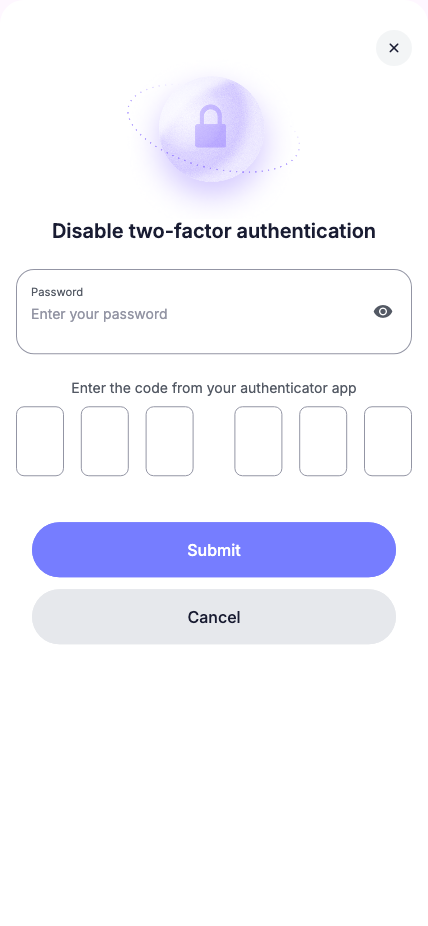 Disable two-factor authentication
Password
Enter your password
Enter the code from your authenticator app
Submit
Cancel